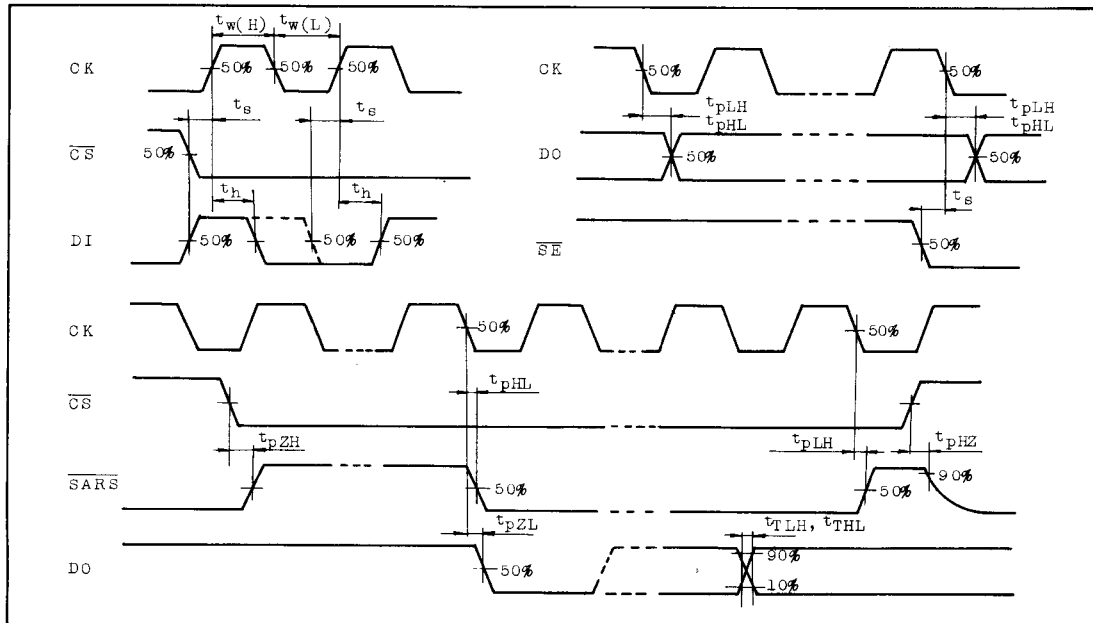 tw(H) tw(L)
CK 50% 50% 50%
ts ts
CS 50%
th th
DI 50% 50% 50%
CK 50% 50%
tpLH tpLH
tpHL tpHL
DO 50% 50%
ts
SE 50%
CK 50% 50%
CS tpHL
tpZH tpLH tpHZ
SARS 50% 50% 90%
tpZL tTLH, tTHL
DO 50% 90%
10%